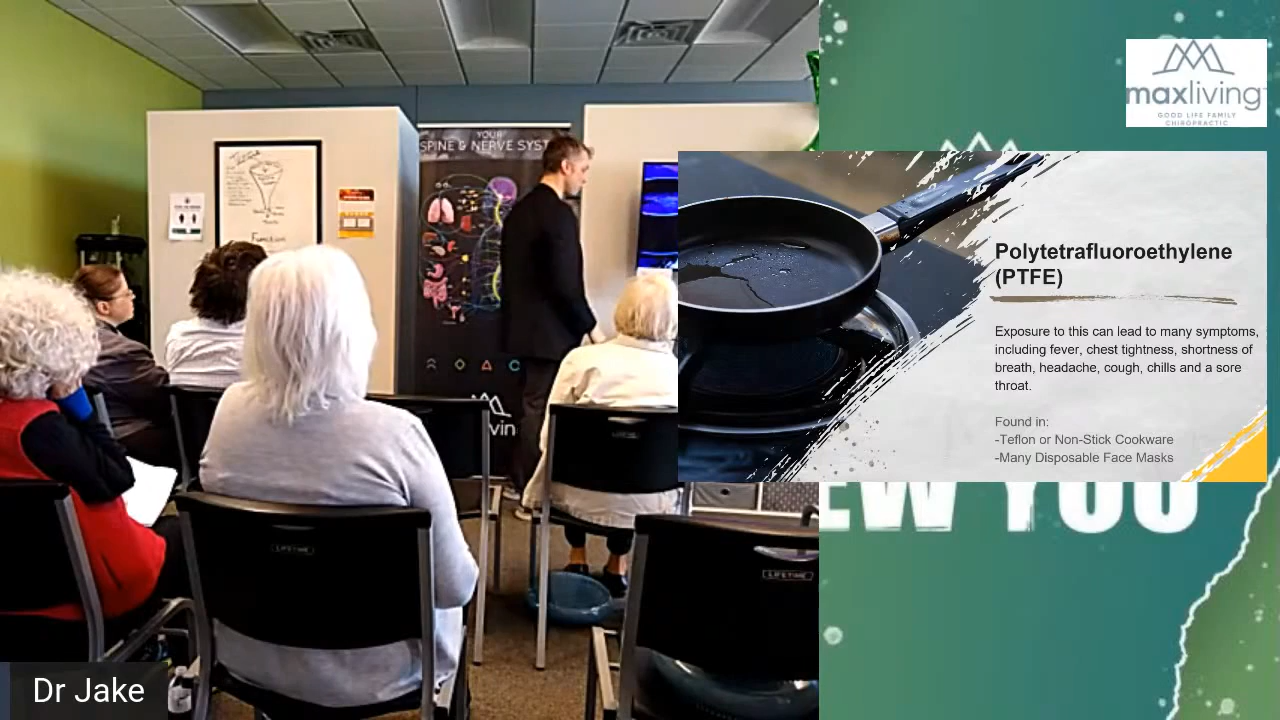 maxliving
GOOD LIFE FAMILY
CHIROPRACTIC
YOUR
SPINE & NERVE SYST
Function
Polytetrafluoroethylene
(PTFE)
Exposure to this can lead to many symptoms,
including fever, chest tightness, shortness of
breath, headache, cough, chills and a sore
throat.
Found in:
-Teflon or Non-Stick Cookware
-Many Disposable Face Masks
EW YOU
LIFETIME
LIFETIME
Dr Jake